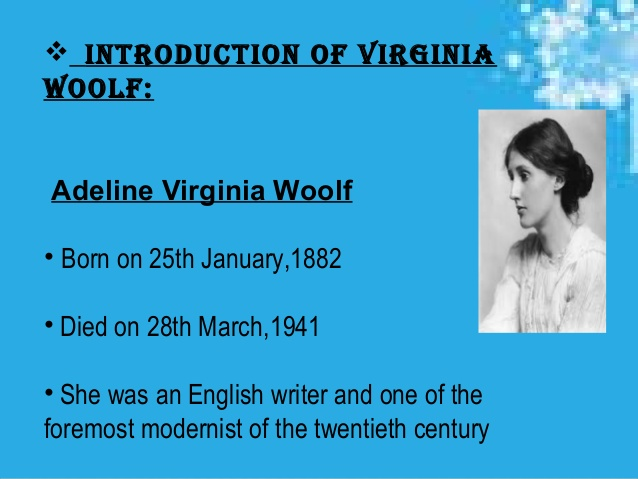 ❖ INTRODUCTION OF VIRGINIA
WOOLF:
Adeline Virginia Woolf
• Born on 25th January,1882
• Died on 28th March,1941
• She was an English writer and one of the
foremost modernist of the twentieth century